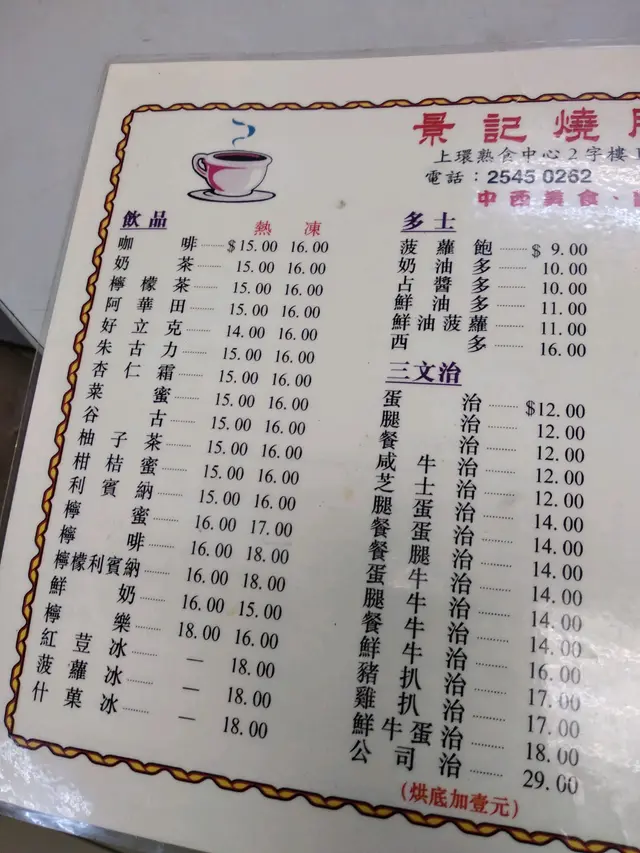 景記燒
上環熟食中心2字樓
電話：2545 0262
中西美食、
飲品 熱 凍
咖啡 $15.00 16.00
奶茶 15.00 16.00
檸檬茶 15.00 16.00
阿華田 15.00 16.00
好立克 14.00 16.00
朱古力 15.00 16.00
杏仁霜 15.00 16.00
菜蜜 15.00 16.00
谷古 15.00 16.00
柚子茶 15.00 16.00
柑桔蜜 15.00 16.00
利賓納 15.00 16.00
檸蜜 16.00 17.00
檸啡 16.00 18.00
檸檬利賓納 16.00 18.00
鮮奶 16.00 15.00
檸樂 18.00 16.00
紅荳冰 — 18.00
菠蘿冰 — 18.00
什菓冰 — 18.00
多士
菠蘿飽 $ 9.00
奶油多 10.00
占醬多 10.00
鮮油多 11.00
鮮油菠蘿 11.00
西多 16.00
三文治
蛋治 $12.00
腿治 12.00
餐治 12.00
咸牛治 12.00
芝士治 12.00
腿蛋治 14.00
餐蛋治 14.00
餐腿治 14.00
蛋牛治 14.00
腿牛治 14.00
餐牛治 14.00
鮮牛治 16.00
豬扒治 17.00
雞扒治 17.00
鮮牛蛋治 18.00
公司治 29.00
(烘底加壹元)